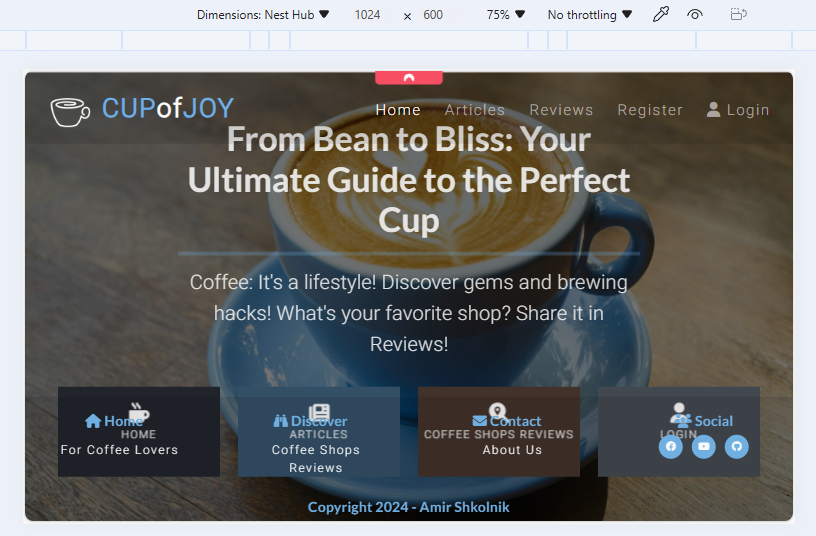 Dimensions: Nest Hub 1024 x 600 75% No throttling
CUPofJOY
Home Articles Reviews Register Login
From Bean to Bliss: Your
Ultimate Guide to the Perfect
Cup
Coffee: It's a lifestyle! Discover gems and brewing
hacks! What's your favorite shop? Share it in
Reviews!
Home Discover Contact Social
HOME ARTICLES COFFEE SHOPS REVIEWS LOGIN
For Coffee Lovers Coffee Shops About Us
Reviews
Copyright 2024 - Amir Shkolnik